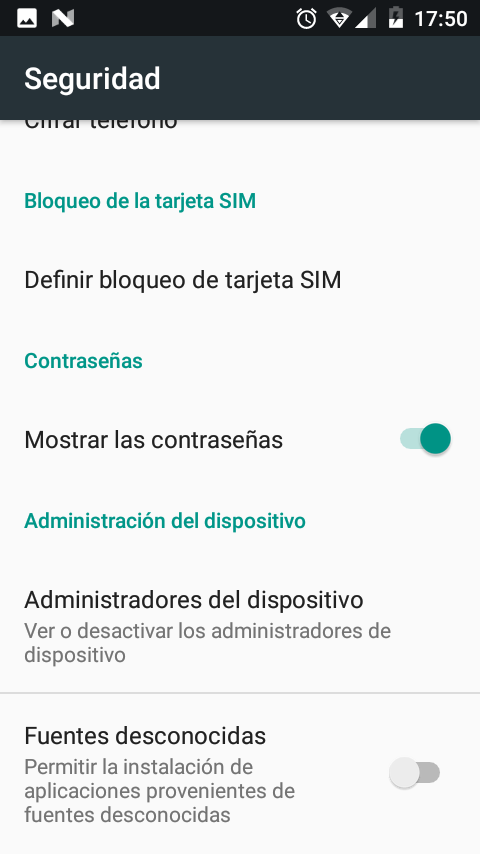 17:50
Seguridad
Cifrar teléfono
Bloqueo de la tarjeta SIM
Definir bloqueo de tarjeta SIM
Contraseñas
Mostrar las contraseñas
Administración del dispositivo
Administradores del dispositivo
Ver o desactivar los administradores de
dispositivo
Fuentes desconocidas
Permitir la instalación de
aplicaciones provenientes de
fuentes desconocidas